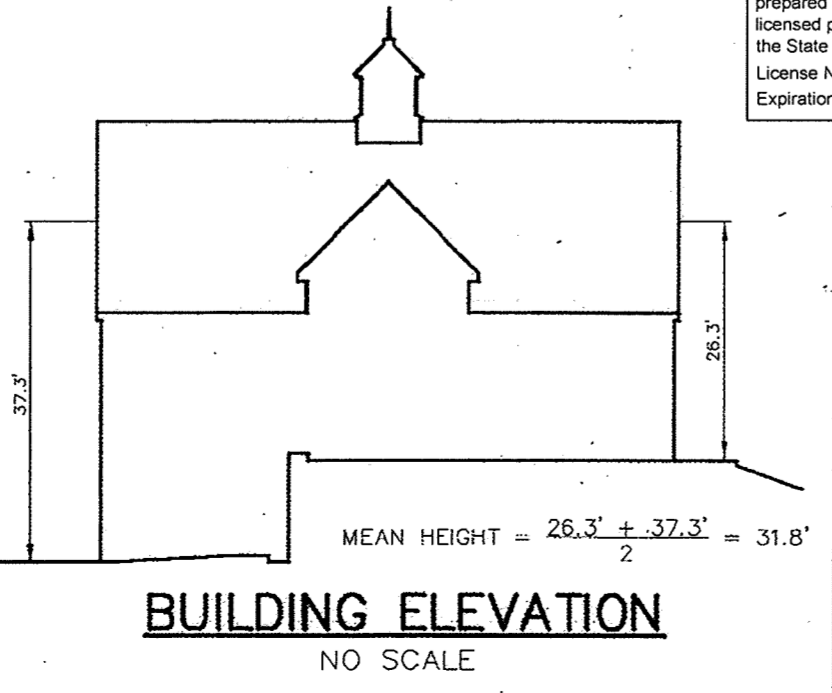 prepared
licensed p
the State
License N
Expiration
37.3'
26.3'
MEAN HEIGHT = 26.3' + 37.3' / 2 = 31.8'
BUILDING ELEVATION
NO SCALE